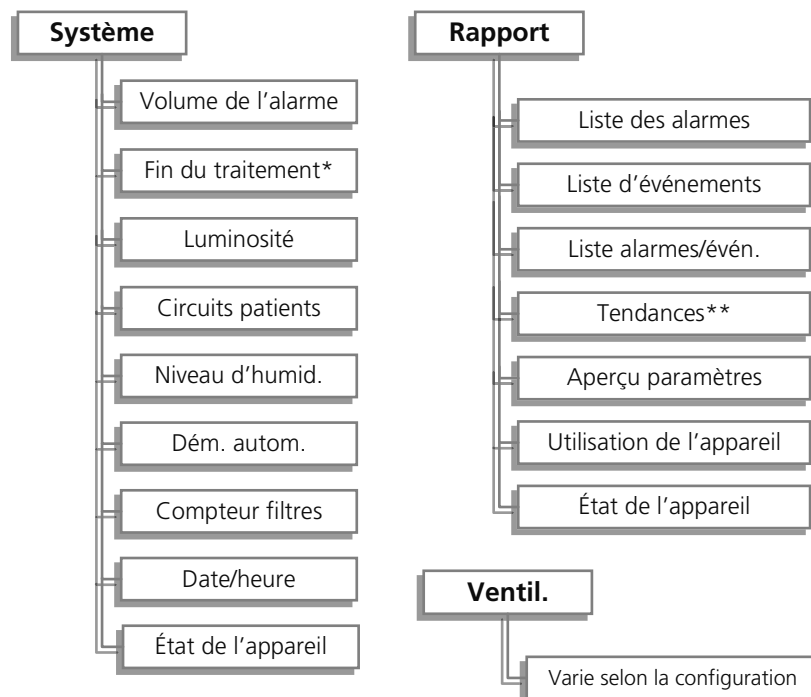 Système
Volume de l’alarme
Fin du traitement*
Luminosité
Circuits patients
Niveau d’humid.
Dém. autom.
Compteur filtres
Date/heure
État de l’appareil
Rapport
Liste des alarmes
Liste d’événements
Liste alarmes/évén.
Tendances**
Aperçu paramètres
Utilisation de l’appareil
État de l’appareil
Ventil.
Varie selon la configuration